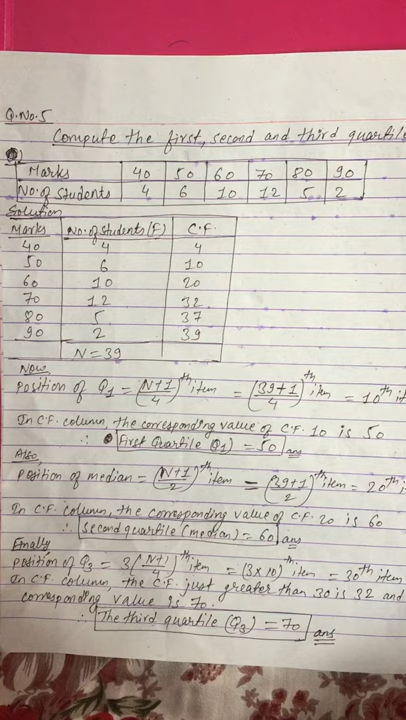 Q.No.5
Compute the first, second and third quartile
Marks 40 50 60 70 80 90
No. of Students 4 6 10 12 5 2
Solution
Marks No. of Students (F) C.F.
40 4 4
50 6 10
60 10 20
70 12 32
80 5 37
90 2 39
N = 39
Now,
Position of Q1 = (N+1/4)th item = (39+1/4)th item = 10th it
In C.F. column, the corresponding value of C.F. 10 is 50
∴ First Quartile (Q1) = 50 ans
Also
Position of median = (N+1/2)th item = (39+1/2)th item = 20th i
In C.F. column, the corresponding value of C.F. 20 is 60
∴ Second quartile (median) = 60 ans
Finally
position of Q3 = 3(N+1/4)th item = (3×10)th item = 30th item
In C.F. column, the C.F. just greater than 30 is 32 and
corresponding value is 70.
∴ The third quartile (Q3) = 70 ans